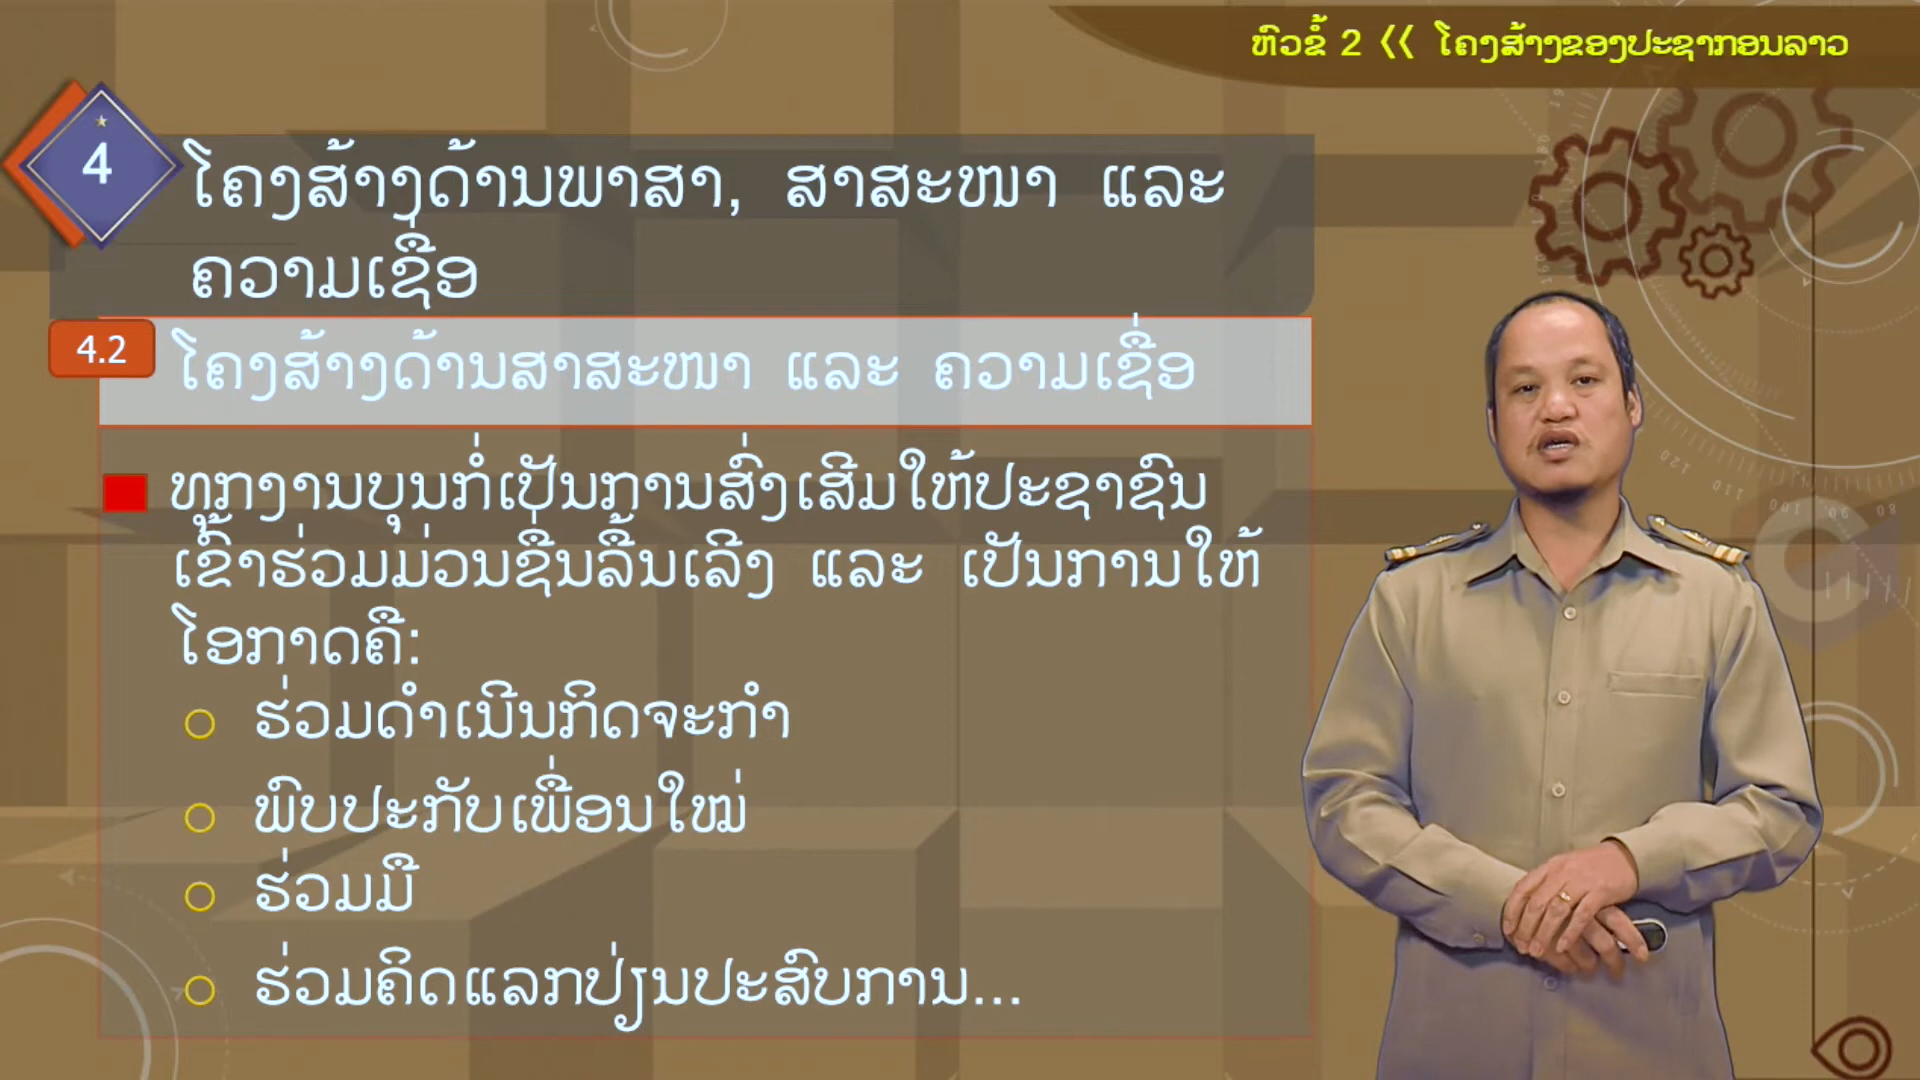 ຫົວຂໍ້ 2 〈〈 ໂຄງສ້າງຂອງປະຊາກອນລາວ
4
ໂຄງສ້າງດ້ານພາສາ, ສາສະໜາ ແລະ
ຄວາມເຊື່ອ
4.2
ໂຄງສ້າງດ້ານສາສະໜາ ແລະ ຄວາມເຊື່ອ
ທຸກງານບຸນກໍ່ເປັນການສົ່ງເສີມໃຫ້ປະຊາຊົນ
ເຂົ້າຮ່ວມມ່ວນຊື່ນລື້ນເລີງ ແລະ ເປັນການໃຫ້
ໂອກາດຄື:
ຮ່ວມດຳເນີນກິດຈະກຳ
ພົບປະກັບເພື່ອນໃໝ່
ຮ່ວມມື
ຮ່ວມຄິດແລກປ່ຽນປະສົບການ...